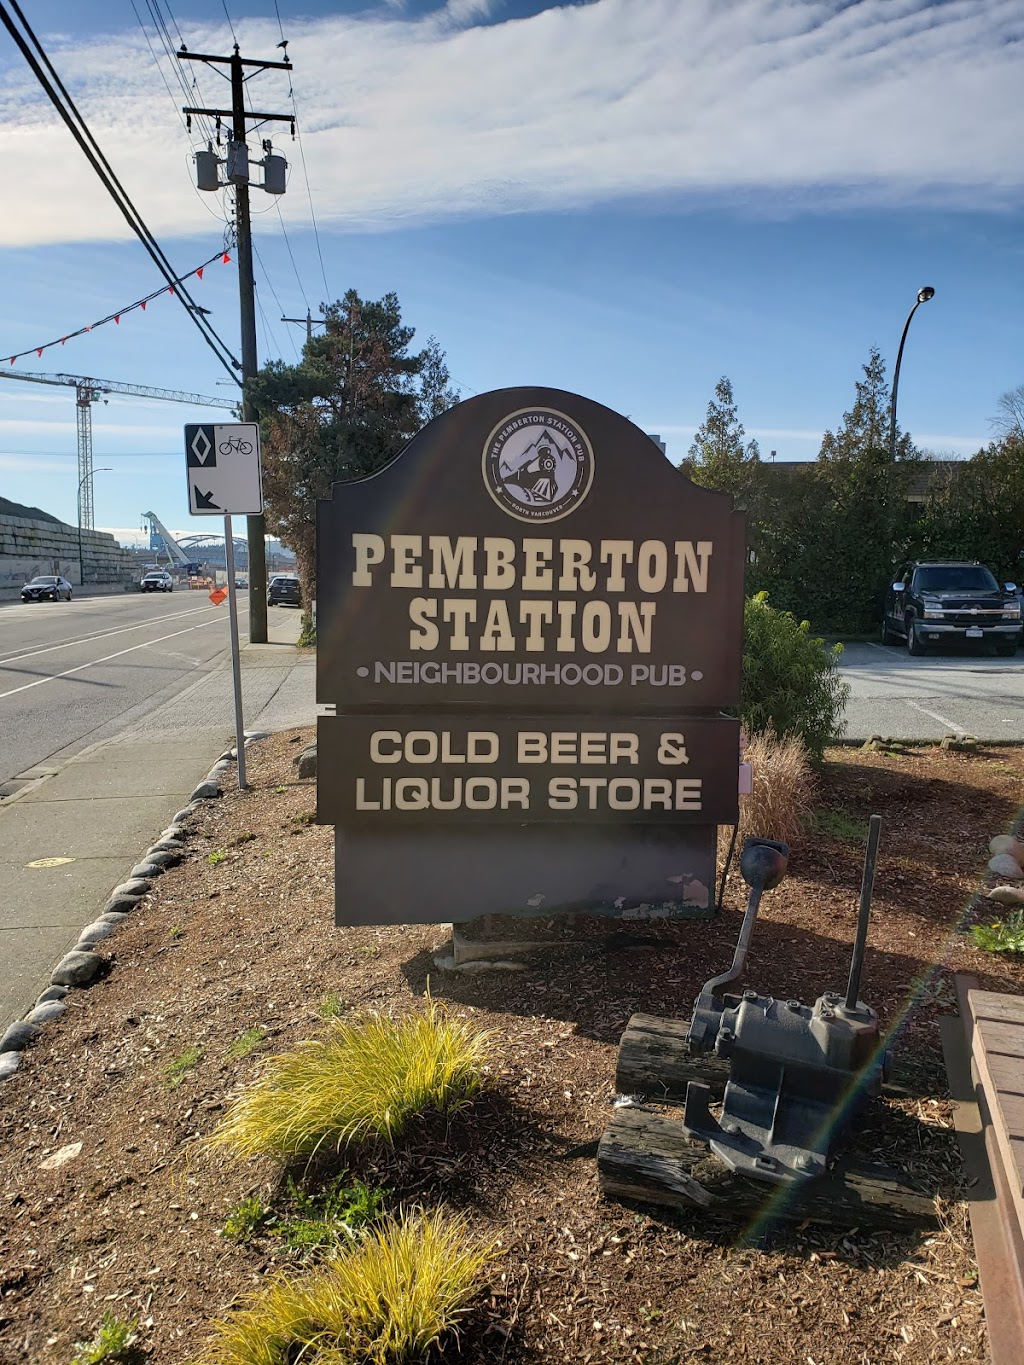 THE PEMBERTON STATION PUB
NORTH VANCOUVER
PEMBERTON
STATION
• NEIGHBOURHOOD PUB •
COLD BEER &
LIQUOR STORE